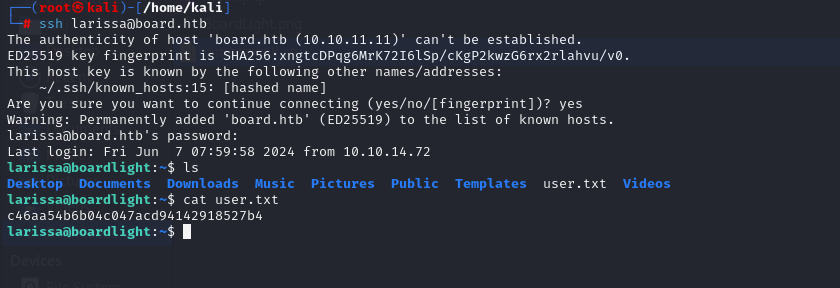 ┌──(root㉿kali)-[/home/kali]
└─# ssh larissa@board.htb
The authenticity of host 'board.htb (10.10.11.11)' can't be established.
ED25519 key fingerprint is SHA256:xngtcDPqg6MrK72I6lSp/cKgP2kwzG6rx2rlahvu/v0.
This host key is known by the following other names/addresses:
    ~/.ssh/known_hosts:15: [hashed name]
Are you sure you want to continue connecting (yes/no/[fingerprint])? yes
Warning: Permanently added 'board.htb' (ED25519) to the list of known hosts.
larissa@board.htb's password:
Last login: Fri Jun  7 07:59:58 2024 from 10.10.14.72
larissa@boardlight:~$ ls
Desktop  Documents  Downloads  Music  Pictures  Public  Templates  user.txt  Videos
larissa@boardlight:~$ cat user.txt
c46aa54b6b04c047acd94142918527b4
larissa@boardlight:~$
Devices